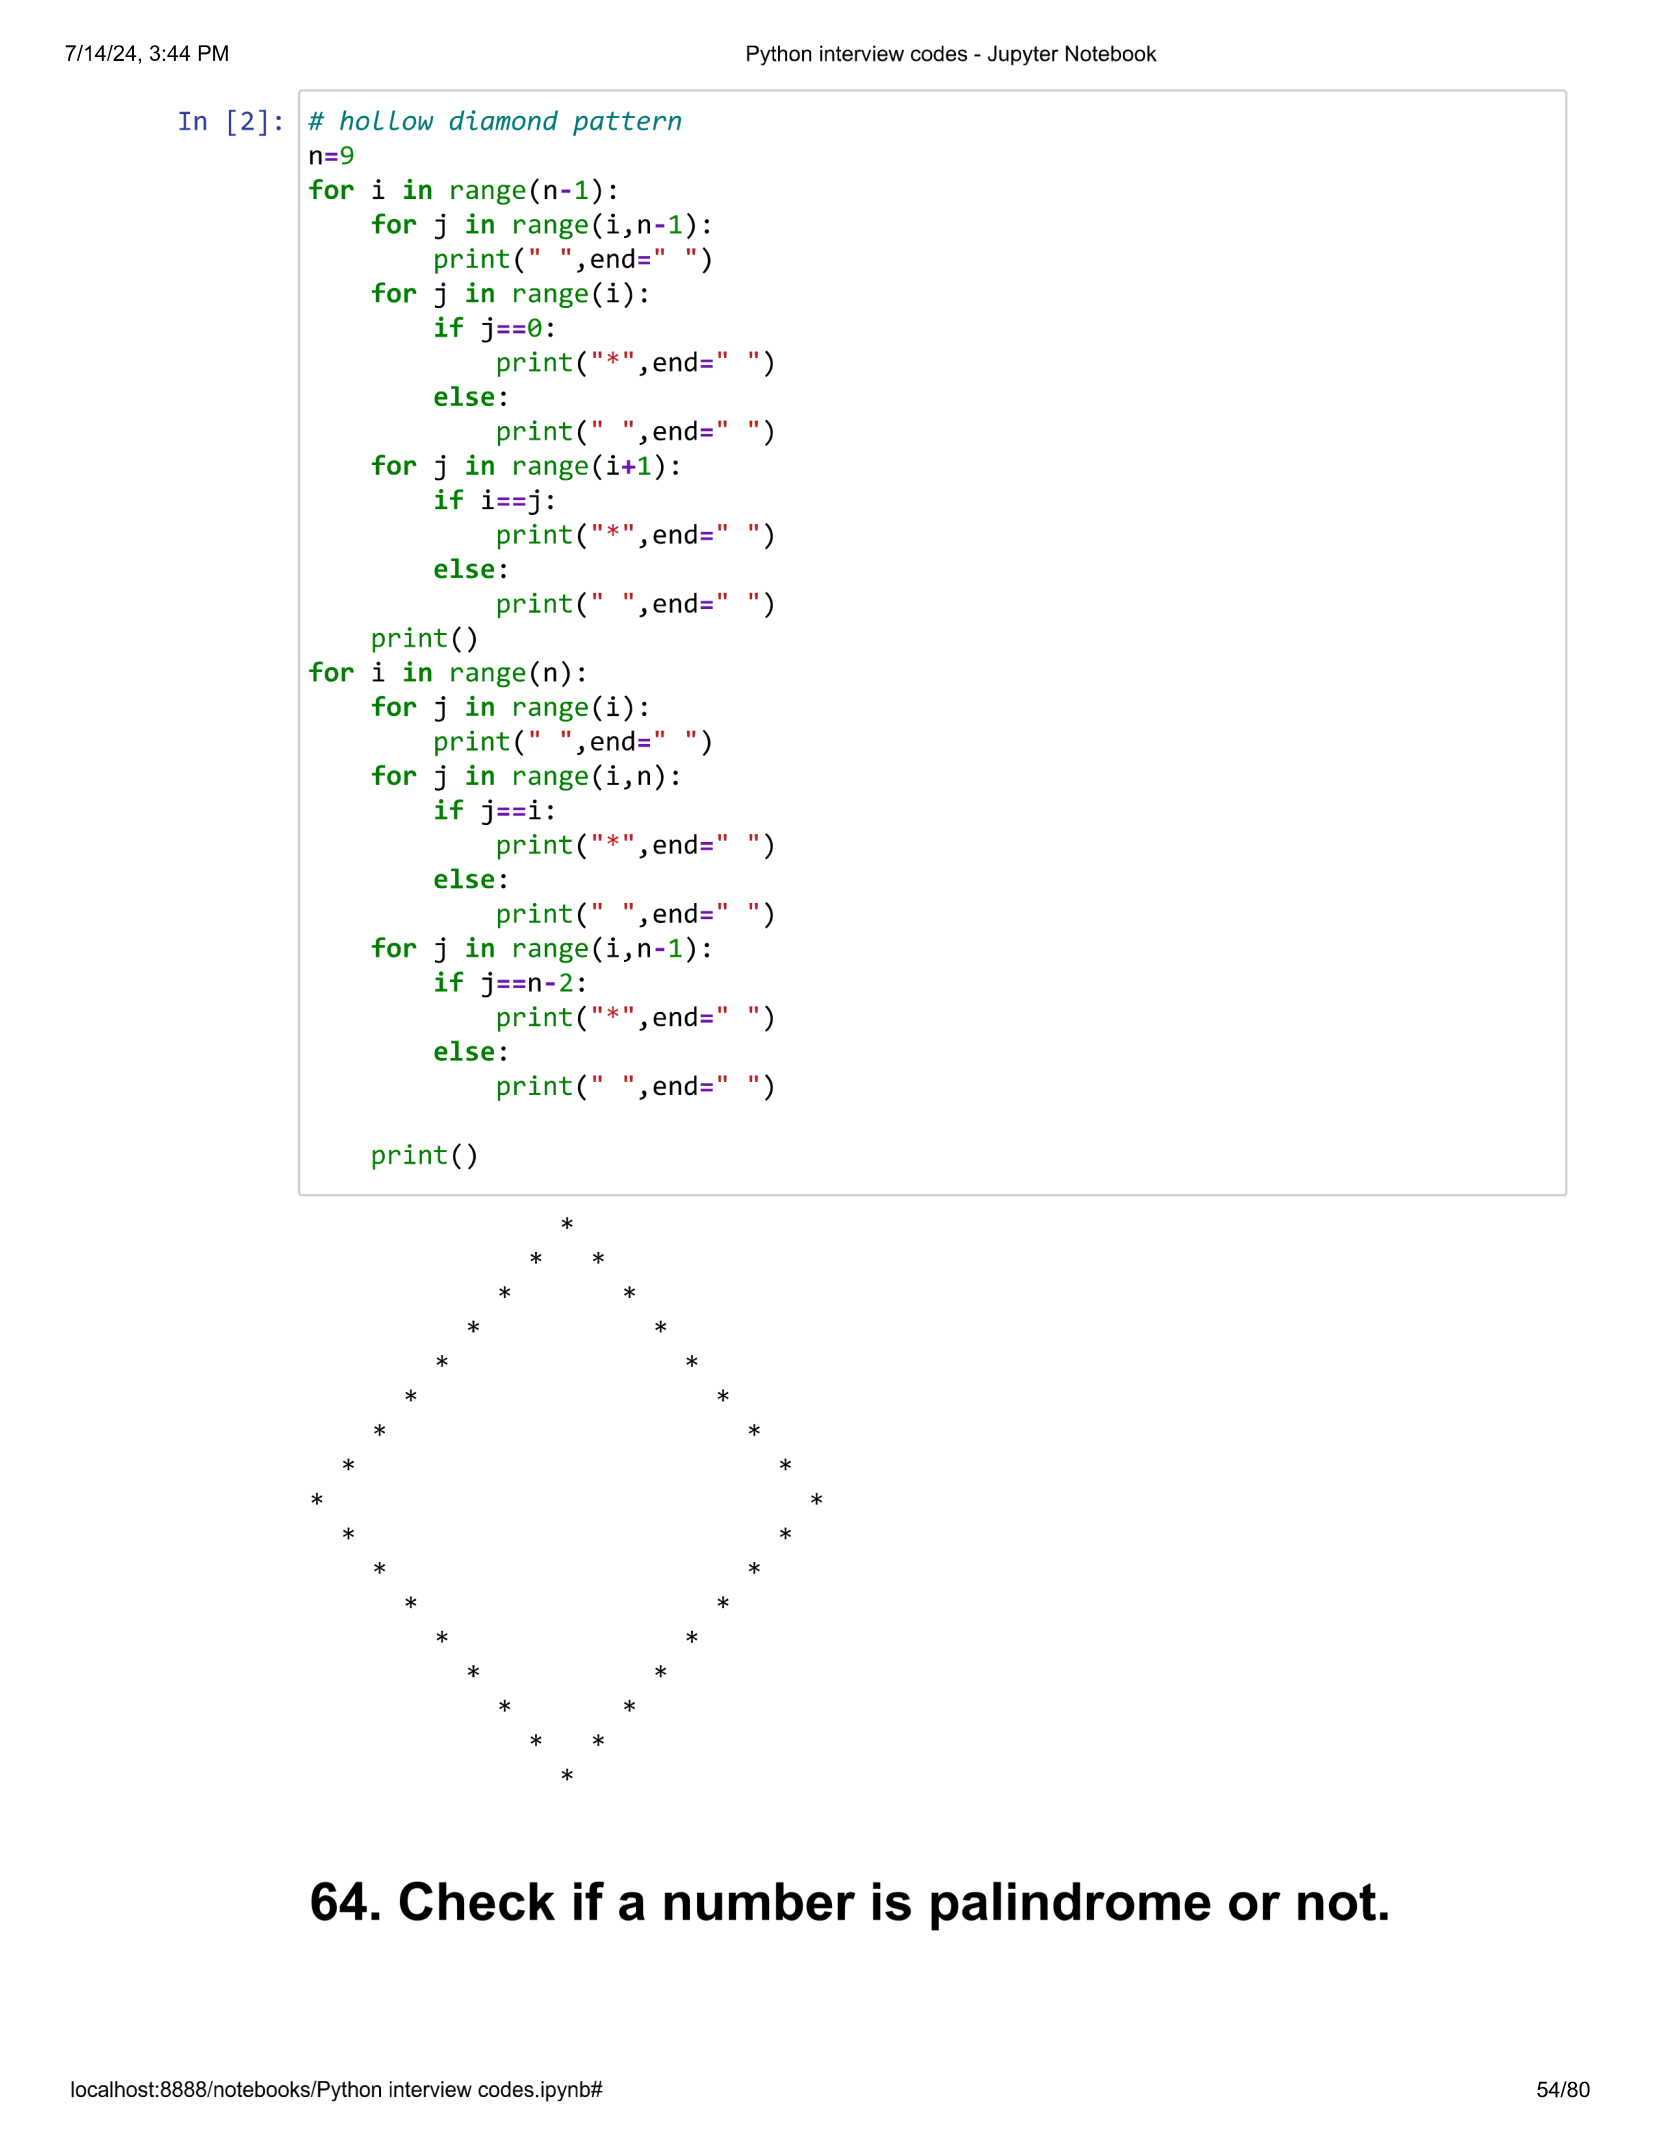 7/14/24, 3:44 PM Python interview codes - Jupyter Notebook
In [2]: # hollow diamond pattern
n=9
for i in range(n-1):
    for j in range(i,n-1):
        print(" ",end=" ")
    for j in range(i):
        if j==0:
            print("*",end=" ")
        else:
            print(" ",end=" ")
    for j in range(i+1):
        if i==j:
            print("*",end=" ")
        else:
            print(" ",end=" ")
    print()
for i in range(n):
    for j in range(i):
        print(" ",end=" ")
    for j in range(i,n):
        if j==i:
            print("*",end=" ")
        else:
            print(" ",end=" ")
    for j in range(i,n-1):
        if j==n-2:
            print("*",end=" ")
        else:
            print(" ",end=" ")

    print()
                *
              *   *
            *       *
          *           *
        *               *
      *                   *
    *                       *
  *                           *
*                               *
  *                           *
    *                       *
      *                   *
        *               *
          *           *
            *       *
              *   *
                *
64. Check if a number is palindrome or not.
localhost:8888/notebooks/Python interview codes.ipynb# 54/80